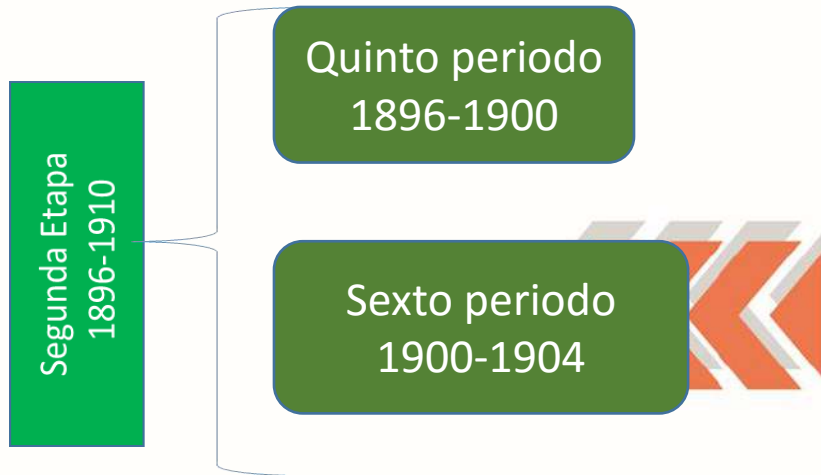 Segunda Etapa
1896-1910
Quinto periodo
1896-1900
Sexto periodo
1900-1904